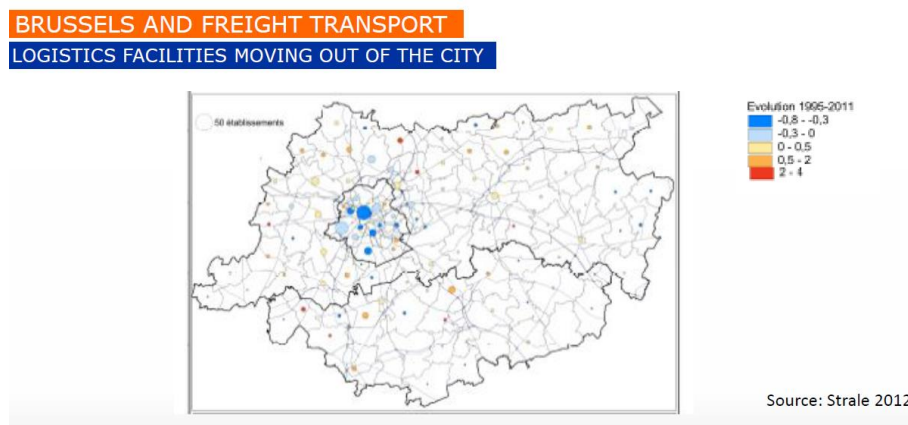 BRUSSELS AND FREIGHT TRANSPORT
LOGISTICS FACILITIES MOVING OUT OF THE CITY
50 établissements
Evolution 1995-2011
-0,8 - -0,3
-0,3 - 0
0 - 0,5
0,5 - 2
2 - 4
Source: Strale 2012